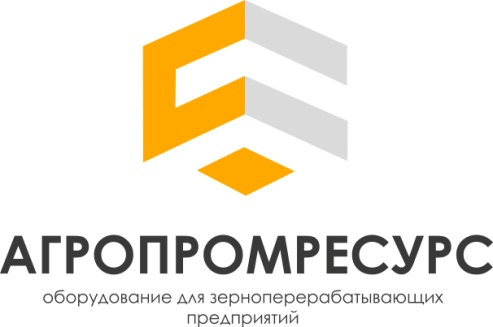 АГРОПРОМРЕСУРС
оборудование для зерноперерабатывающих
предприятий